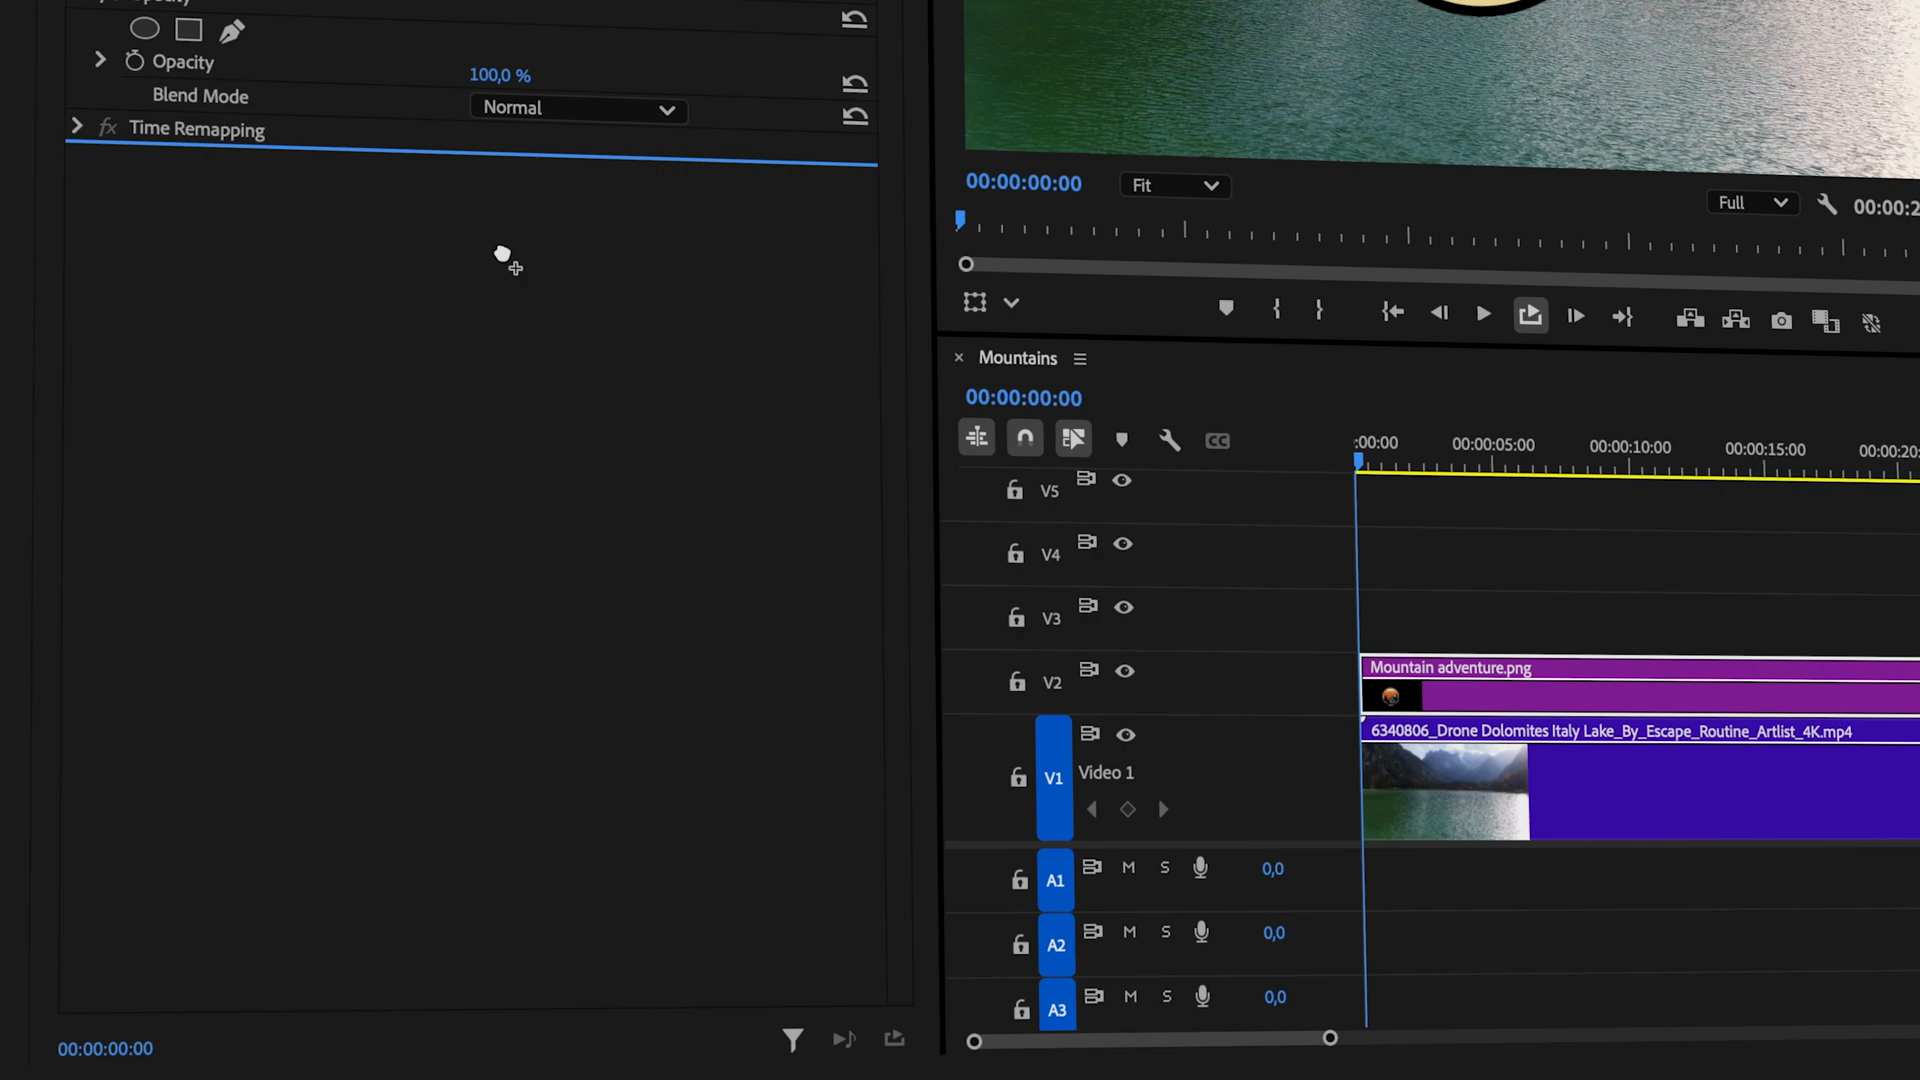 Opacity
100,0 %
Blend Mode
Normal
fx Time Remapping
00:00:00:00
Fit
Full
Mountains
00:00:00:00
CC
:00:00
00:00:05:00
00:00:10:00
00:00:15:00
V5
V4
V3
V2
Mountain adventure.png
6340806_Drone Dolomites Italy Lake_By_Escape_Routine_Artlist_4K.mp4
V1
Video 1
A1
M
S
0,0
A2
M
S
0,0
A3
M
S
0,0
00:00:00:00